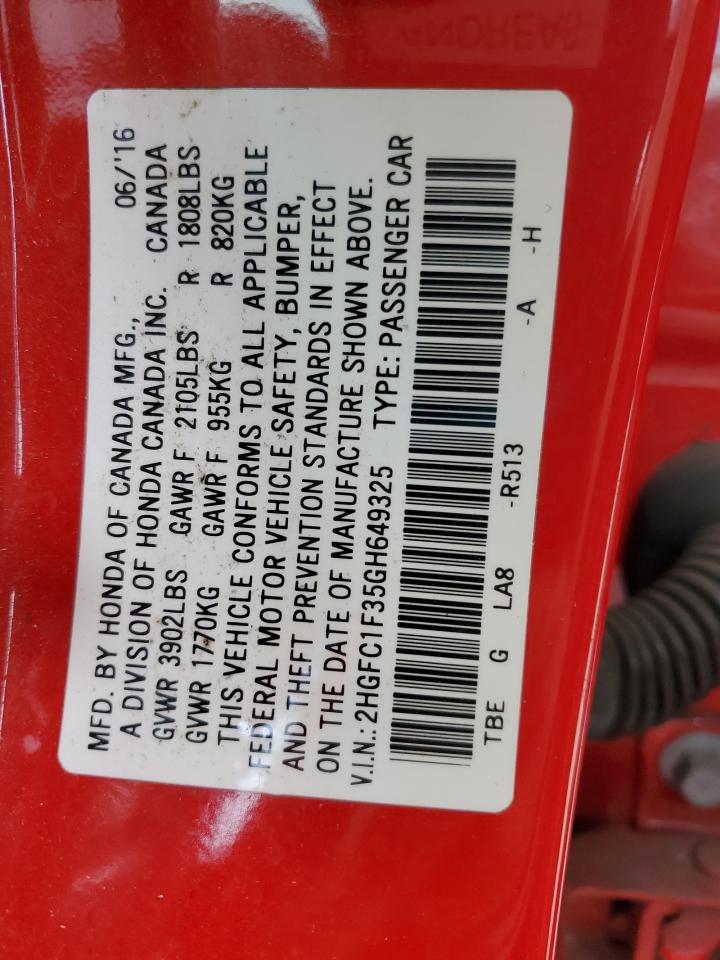 MFD. BY HONDA OF CANADA MFG., 06/'16
A DIVISION OF HONDA CANADA INC. CANADA
GVWR 3902LBS GAWR F 2105LBS R 1808LBS
GVWR 1770KG GAWR F 955KG R 820KG
THIS VEHICLE CONFORMS TO ALL APPLICABLE
FEDERAL MOTOR VEHICLE SAFETY, BUMPER,
AND THEFT PREVENTION STANDARDS IN EFFECT
ON THE DATE OF MANUFACTURE SHOWN ABOVE.
V.I.N.: 2HGFC1F35GH649325 TYPE: PASSENGER CAR
TBE G LA8 -R513 -A -H
ANDREAS